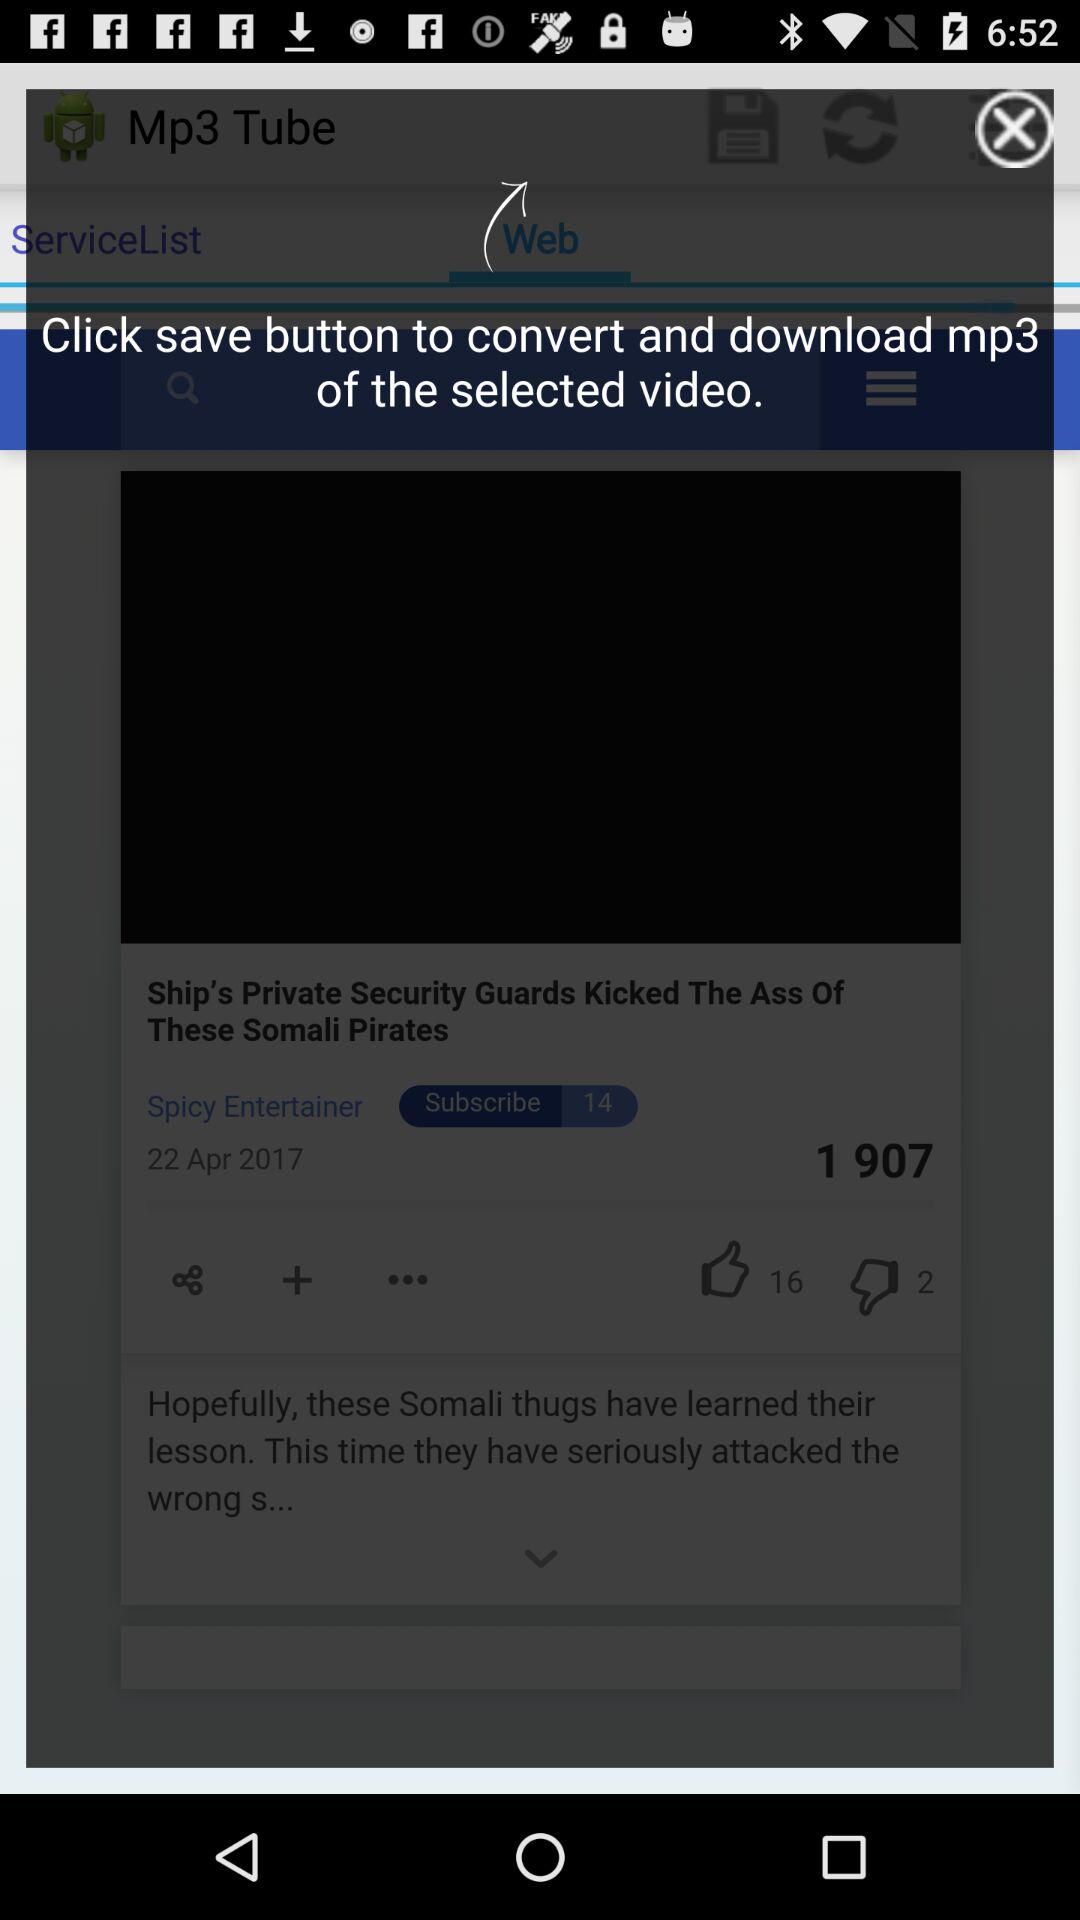 FAKE
6:52
Mp3 Tube
ServiceList
Web
Click save button to convert and download mp3
of the selected video.
Ship’s Private Security Guards Kicked The Ass Of
These Somali Pirates
Spicy Entertainer
Subscribe 14
22 Apr 2017
1 907
16
2
Hopefully, these Somali thugs have learned their
lesson. This time they have seriously attacked the
wrong s...